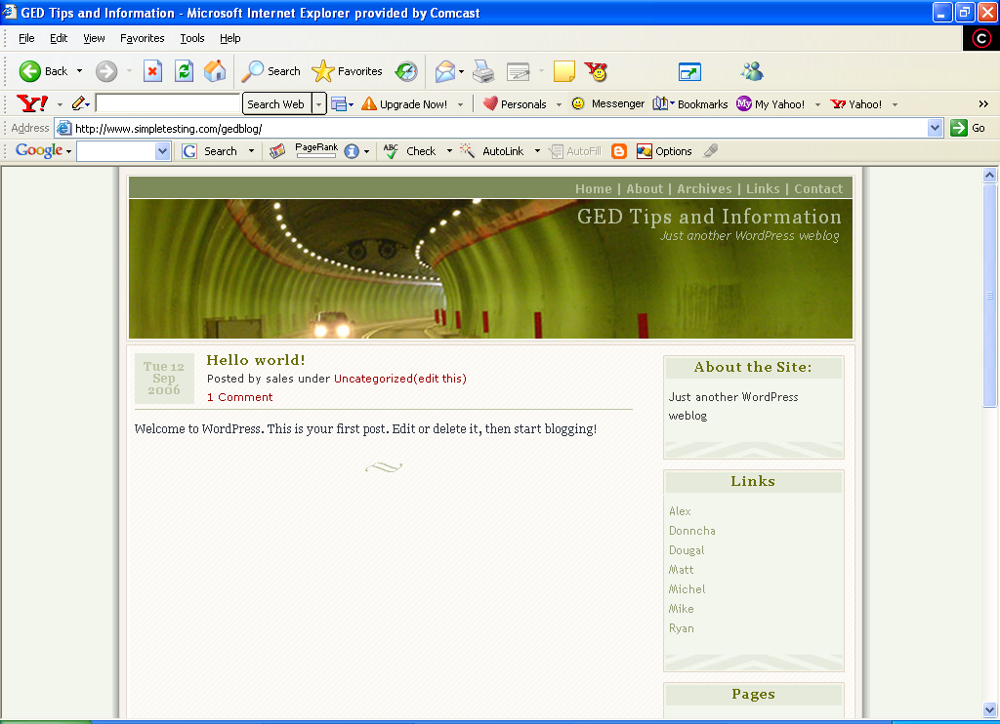 GED Tips and Information - Microsoft Internet Explorer provided by Comcast
File Edit View Favorites Tools Help
C
Back Search Favorites
Y! Search Web Upgrade Now! Personals Messenger Bookmarks My My Yahoo! Y! Yahoo! »
Address http://www.simpletesting.com/gedblog/ Go
Google G Search PageRank ABC Check AutoLink AutoFill Options
Home | About | Archives | Links | Contact
GED Tips and Information
Just another WordPress weblog
Tue 12
Sep
2006
Hello world!
Posted by sales under Uncategorized(edit this)
1 Comment
Welcome to WordPress. This is your first post. Edit or delete it, then start blogging!
About the Site:
Just another WordPress
weblog
Links
Alex
Donncha
Dougal
Matt
Michel
Mike
Ryan
Pages